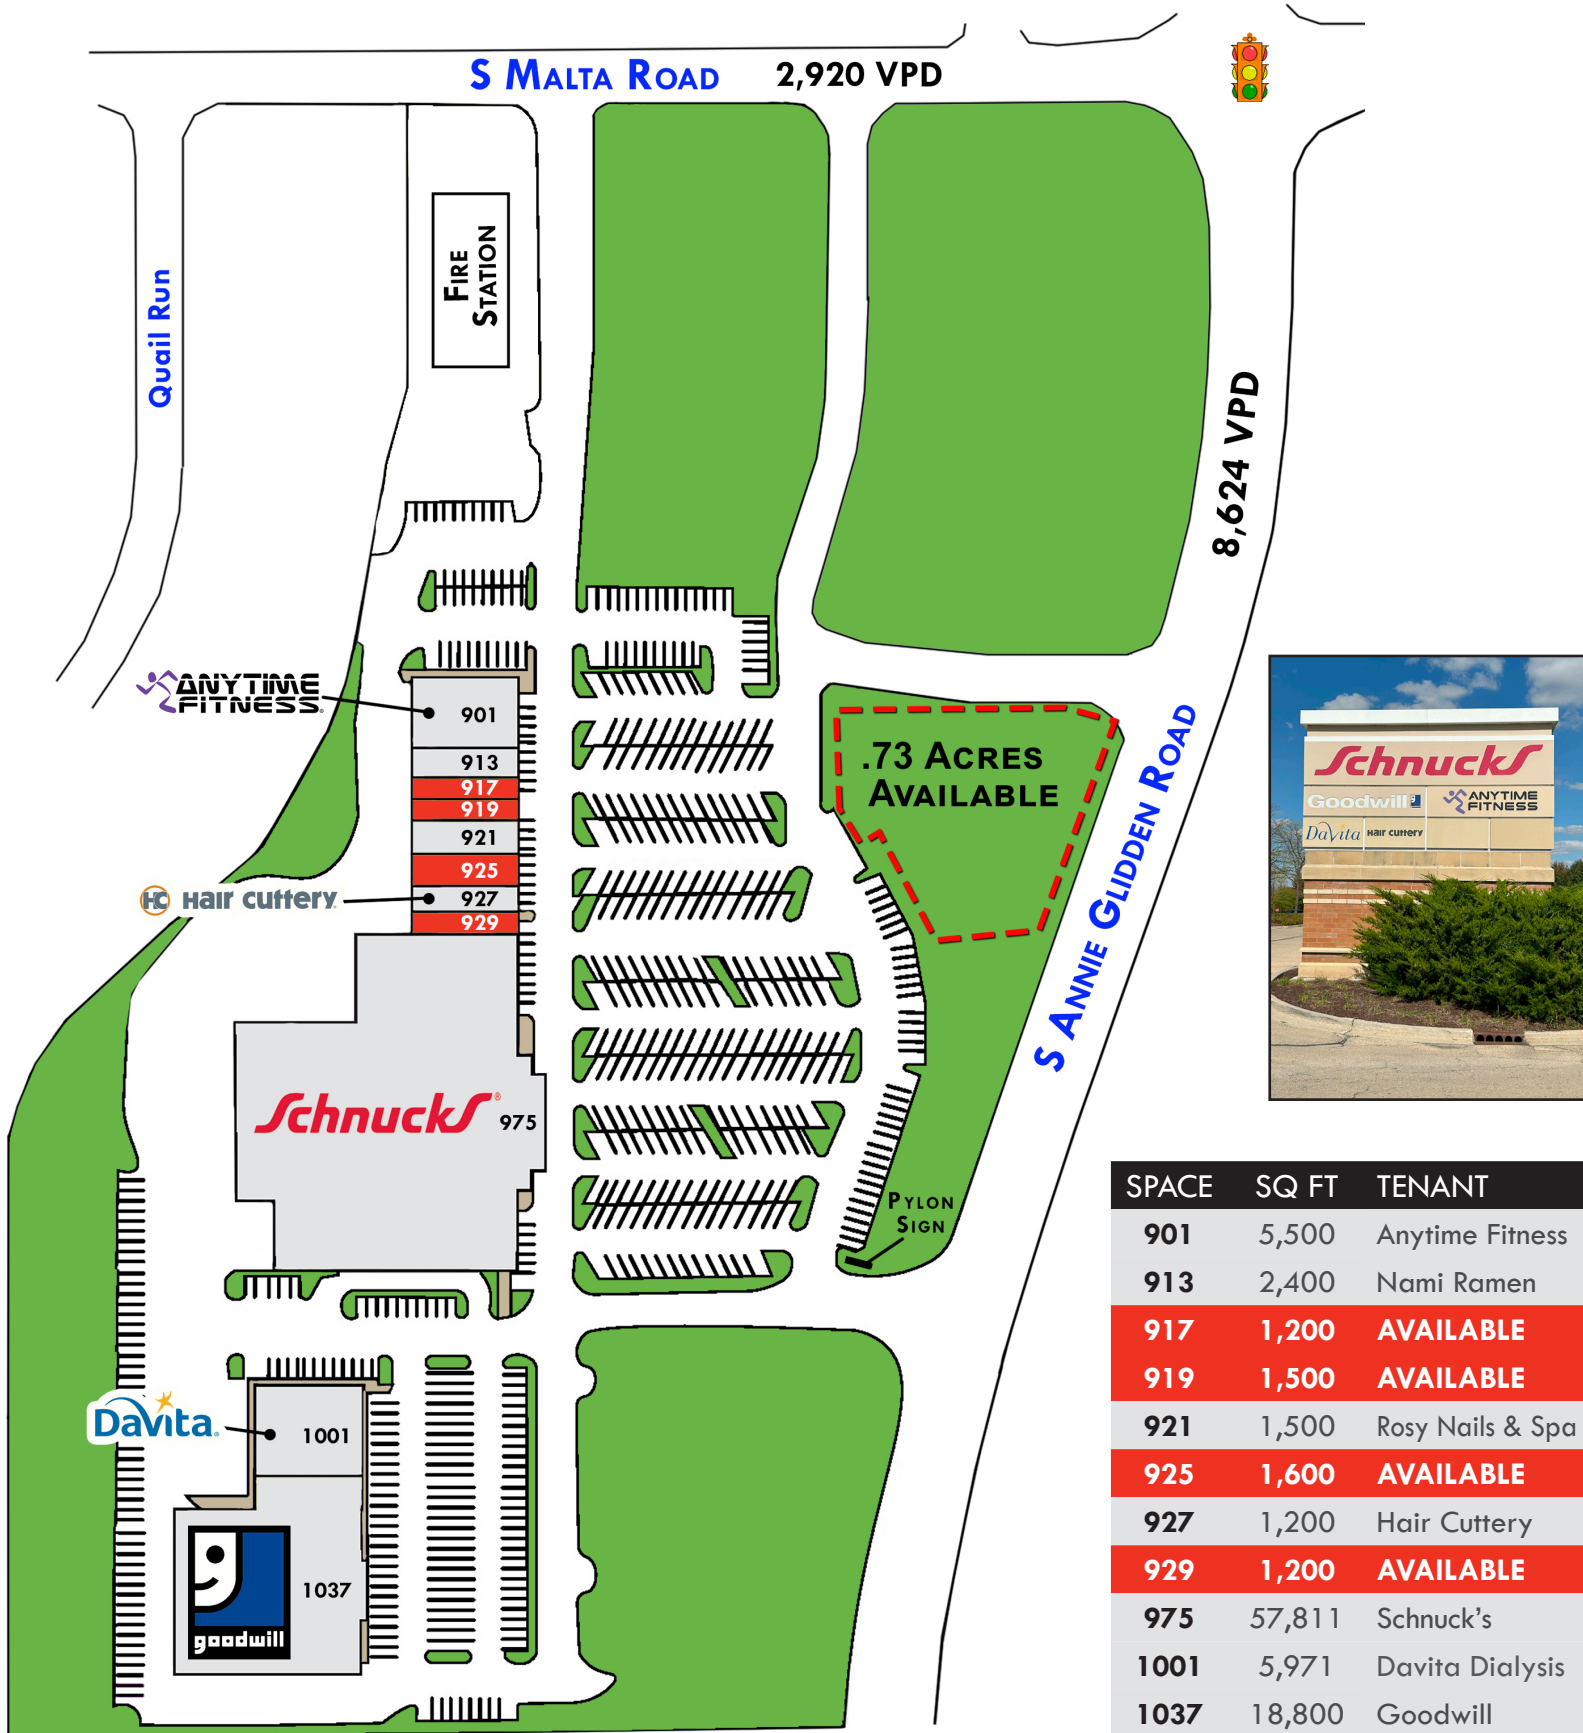 S Malta Road 2,920 VPD
Quail Run
Fire
Station
8,624 VPD
S Annie Glidden Road
.73 Acres
Available
Anytime
Fitness®
901
913
917
919
921
925
HC Hair Cuttery
927
929
Schnucks® 975
Pylon
Sign
DaVita®
1001
1037
goodwill
Schnucks
Goodwill
Anytime
Fitness
DaVita Hair Cuttery
SPACE SQ FT TENANT
901 5,500 Anytime Fitness
913 2,400 Nami Ramen
917 1,200 AVAILABLE
919 1,500 AVAILABLE
921 1,500 Rosy Nails & Spa
925 1,600 AVAILABLE
927 1,200 Hair Cuttery
929 1,200 AVAILABLE
975 57,811 Schnuck’s
1001 5,971 Davita Dialysis
1037 18,800 Goodwill